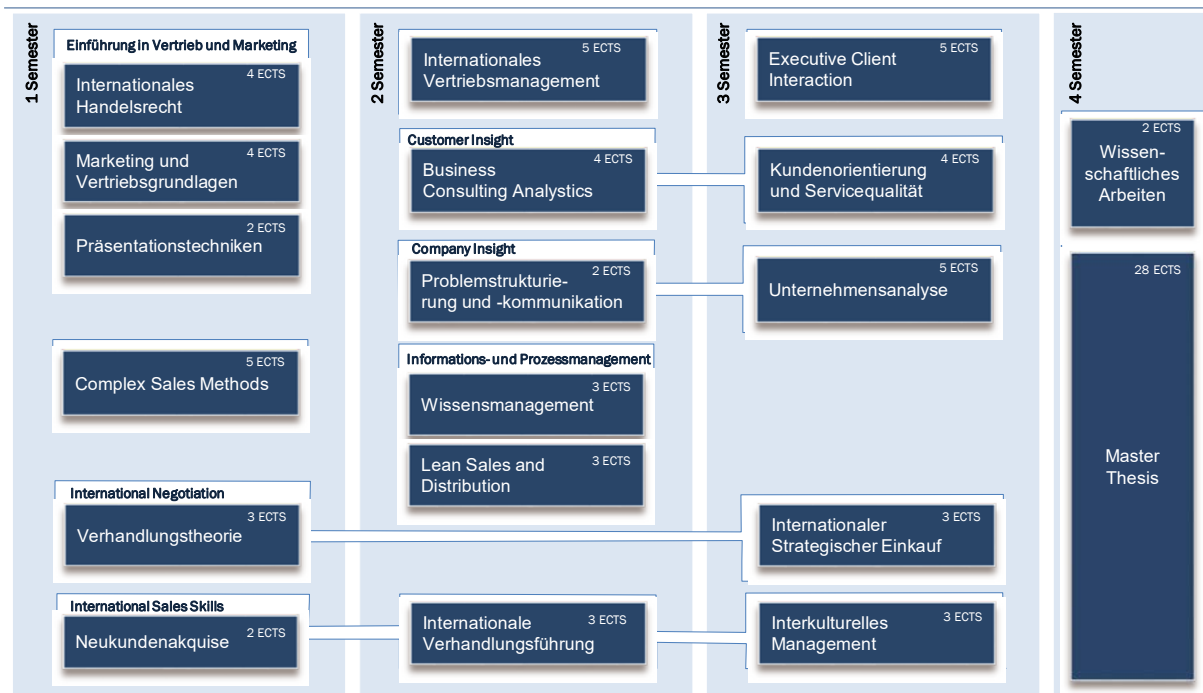 1 Semester
Einführung in Vertrieb und Marketing
4 ECTS
Internationales
Handelsrecht
4 ECTS
Marketing und
Vertriebsgrundlagen
2 ECTS
Präsentationstechniken
5 ECTS
Complex Sales Methods
International Negotiation
3 ECTS
Verhandlungstheorie
International Sales Skills
2 ECTS
Neukundenakquise
2 Semester
5 ECTS
Internationales
Vertriebsmanagement
Customer Insight
4 ECTS
Business
Consulting Analystics
Company Insight
2 ECTS
Problemstrukturie-
rung und -kommunikation
Informations- und Prozessmanagement
3 ECTS
Wissensmanagement
3 ECTS
Lean Sales and
Distribution
3 ECTS
Internationale
Verhandlungsführung
3 Semester
5 ECTS
Executive Client
Interaction
4 ECTS
Kundenorientierung
und Servicequalität
5 ECTS
Unternehmensanalyse
3 ECTS
Internationaler
Strategischer Einkauf
3 ECTS
Interkulturelles
Management
4 Semester
2 ECTS
Wissen-
schaftliches
Arbeiten
28 ECTS
Master
Thesis